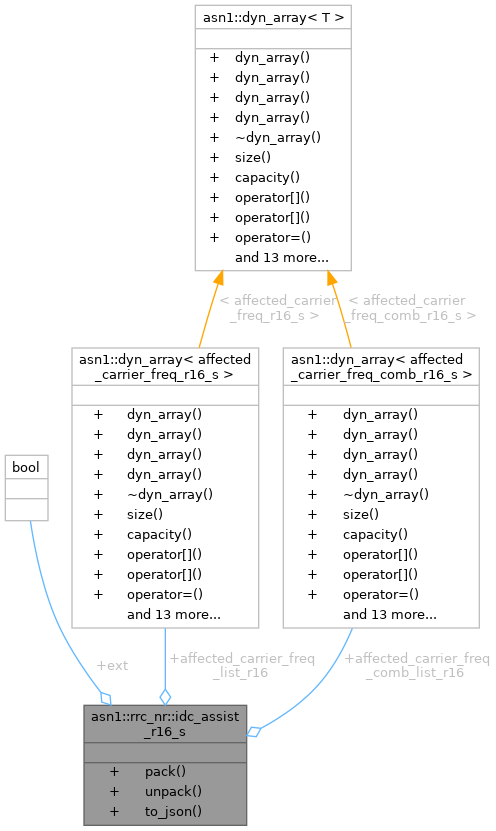 asn1::dyn_array< T >
+ dyn_array()
+ dyn_array()
+ dyn_array()
+ dyn_array()
+ ~dyn_array()
+ size()
+ capacity()
+ operator[]()
+ operator[]()
+ operator=()
and 13 more...
< affected_carrier
_freq_r16_s >
< affected_carrier
_freq_comb_r16_s >
asn1::dyn_array< affected
_carrier_freq_r16_s >
+ dyn_array()
+ dyn_array()
+ dyn_array()
+ dyn_array()
+ ~dyn_array()
+ size()
+ capacity()
+ operator[]()
+ operator[]()
+ operator=()
and 13 more...
asn1::dyn_array< affected
_carrier_freq_comb_r16_s >
+ dyn_array()
+ dyn_array()
+ dyn_array()
+ dyn_array()
+ ~dyn_array()
+ size()
+ capacity()
+ operator[]()
+ operator[]()
+ operator=()
and 13 more...
bool
+ext
+affected_carrier_freq
_list_r16
+affected_carrier_freq
_comb_list_r16
asn1::rrc_nr::idc_assist
_r16_s
+ pack()
+ unpack()
+ to_json()